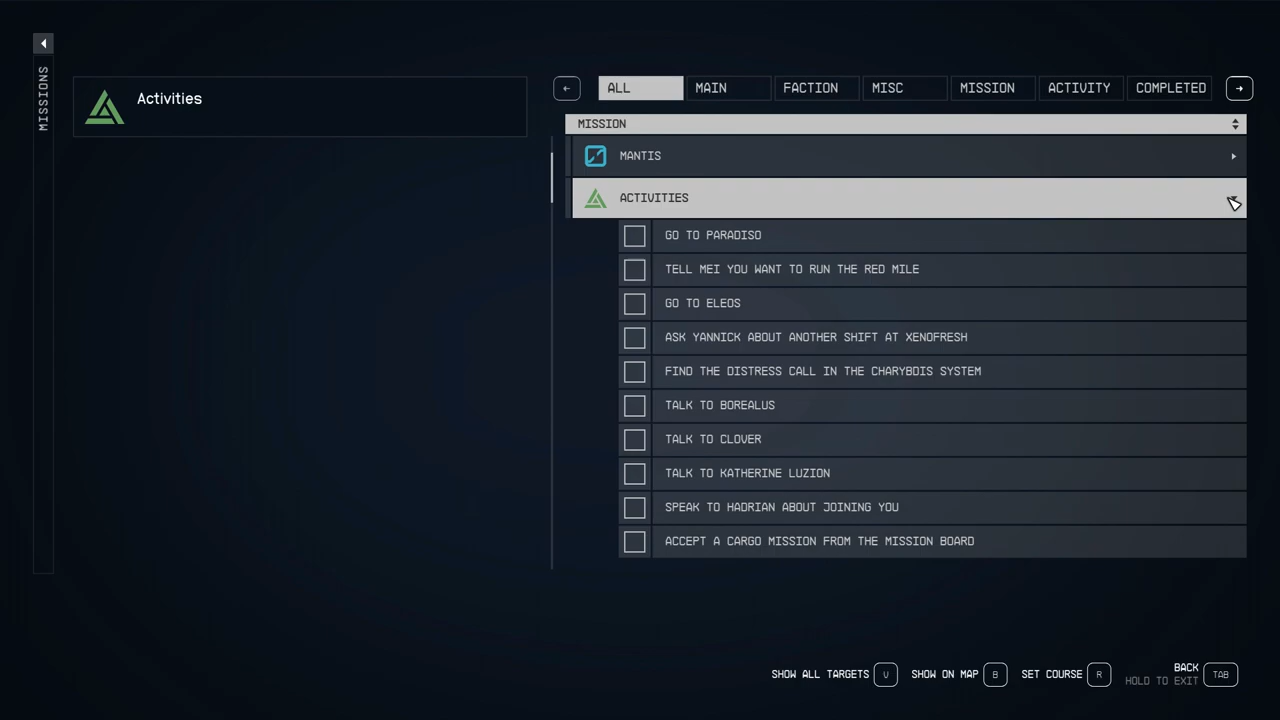 MISSIONS
Activities
ALL
MAIN
FACTION
MISC
MISSION
ACTIVITY
COMPLETED
MISSION
MANTIS
ACTIVITIES
GO TO PARADISO
TELL MEI YOU WANT TO RUN THE RED MILE
GO TO ELEOS
ASK YANNICK ABOUT ANOTHER SHIFT AT XENOFRESH
FIND THE DISTRESS CALL IN THE CHARYBDIS SYSTEM
TALK TO BOREALUS
TALK TO CLOVER
TALK TO KATHERINE LUZION
SPEAK TO HADRIAN ABOUT JOINING YOU
ACCEPT A CARGO MISSION FROM THE MISSION BOARD
SHOW ALL TARGETS V
SHOW ON MAP B
SET COURSE R
BACK
HOLD TO EXIT TAB